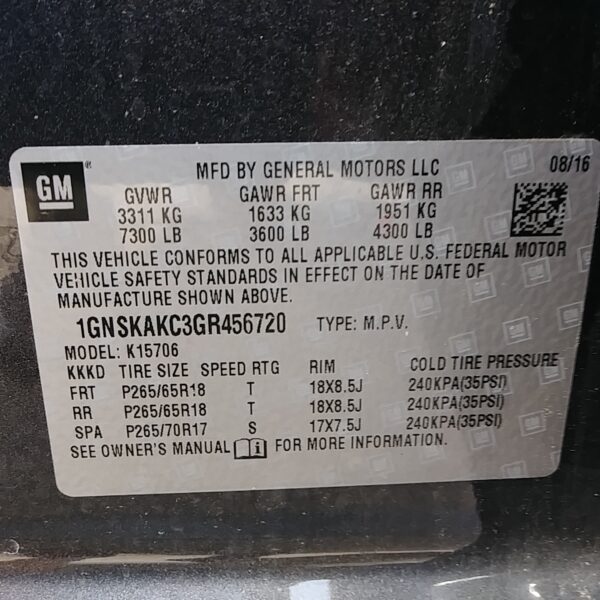 GM ® MFD BY GENERAL MOTORS LLC 08/16
GVWR GAWR FRT GAWR RR
3311 KG 1633 KG 1951 KG
7300 LB 3600 LB 4300 LB
THIS VEHICLE CONFORMS TO ALL APPLICABLE U.S. FEDERAL MOTOR
VEHICLE SAFETY STANDARDS IN EFFECT ON THE DATE OF
MANUFACTURE SHOWN ABOVE.
1GNSKAKC3GR456720 TYPE: M.P.V.
MODEL: K15706
KKKD TIRE SIZE SPEED RTG RIM COLD TIRE PRESSURE
FRT P265/65R18 T 18X8.5J 240KPA(35PSI)
RR P265/65R18 T 18X8.5J 240KPA(35PSI)
SPA P265/70R17 S 17X7.5J 240KPA(35PSI)
SEE OWNER'S MANUAL i FOR MORE INFORMATION.